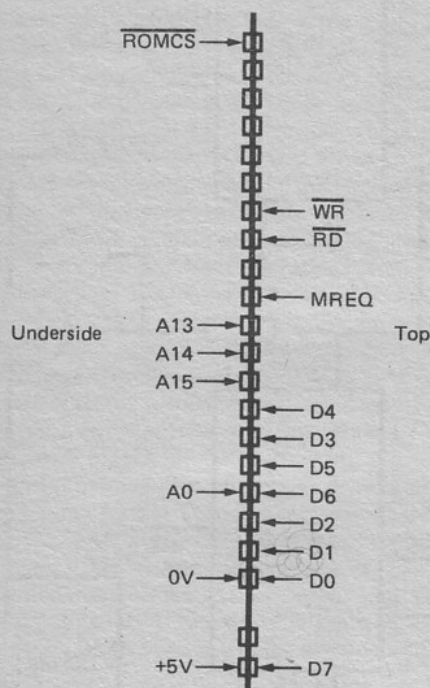 ROMCS
WR
RD
MREQ
A13
Underside
Top
A14
A15
D4
D3
D5
A0 D6
D2
D1
0V D0
+5V D7